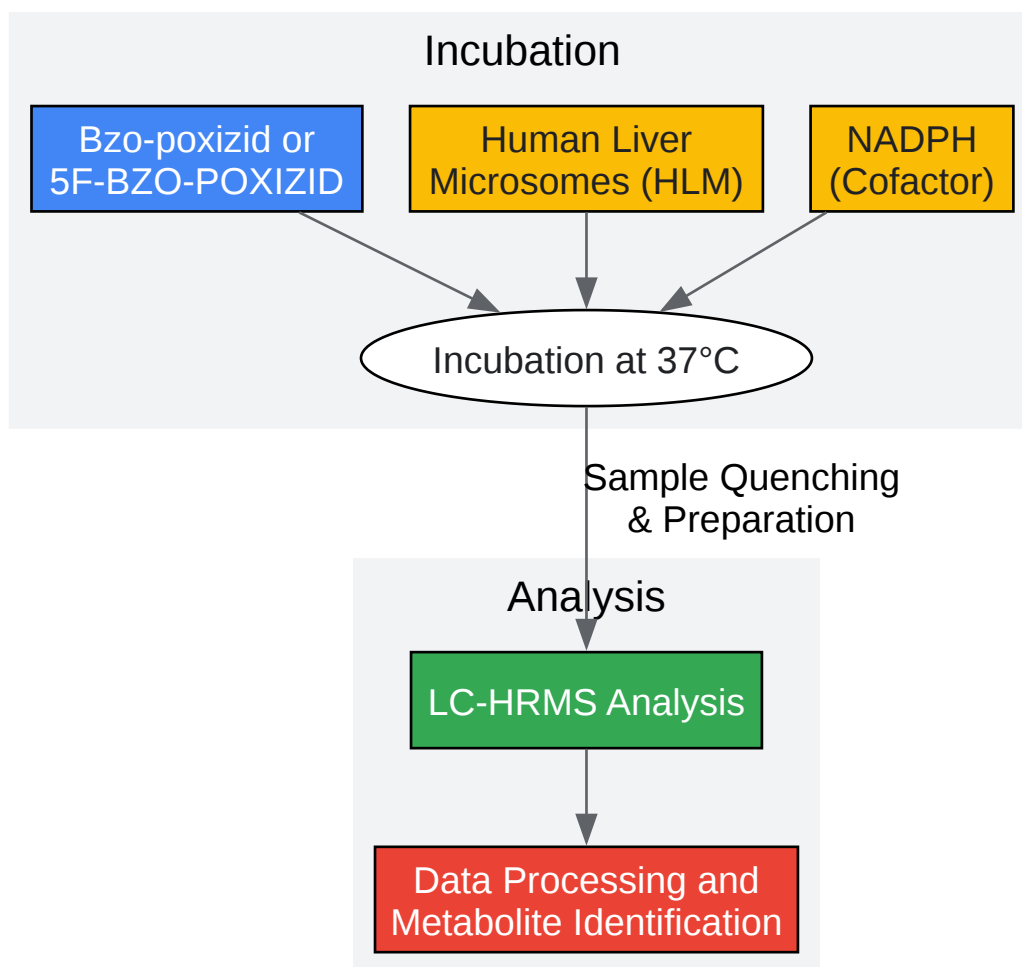 Incubation
Bzo-poxizid or
5F-BZO-POXIZID
Human Liver
Microsomes (HLM)
NADPH
(Cofactor)
Incubation at 37°C
Sample Quenching
& Preparation
Analysis
LC-HRMS Analysis
Data Processing and
Metabolite Identification